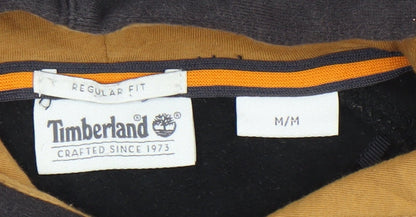 REGULAR FIT
Timberland
CRAFTED SINCE 1973
M/M